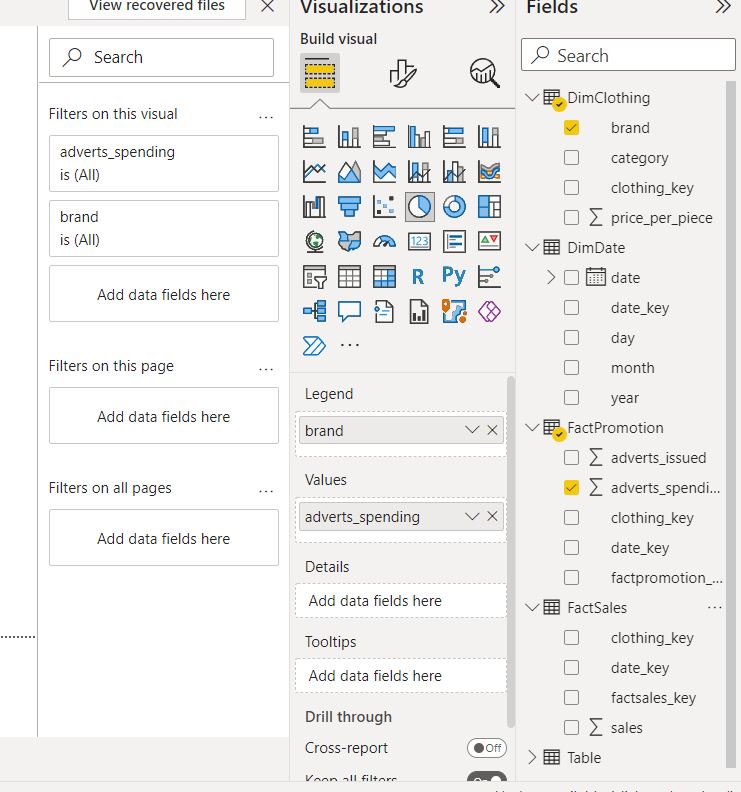 View recovered files
Search
Filters on this visual
...
adverts_spending
is (All)
brand
is (All)
Add data fields here
Filters on this page
...
Add data fields here
Filters on all pages
...
Add data fields here
Visualizations
Build visual
123
R
Py
...
Legend
brand
Values
adverts_spending
Details
Add data fields here
Tooltips
Add data fields here
Drill through
Cross-report
Off
Keep all filters
On
Fields
Search
DimClothing
brand
category
clothing_key
∑ price_per_piece
DimDate
date
date_key
day
month
year
FactPromotion
∑ adverts_issued
∑ adverts_spendi...
clothing_key
date_key
factpromotion_...
FactSales
...
clothing_key
date_key
factsales_key
∑ sales
Table